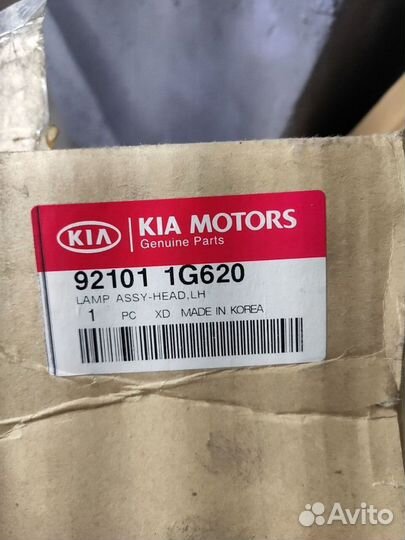 KIA KIA MOTORS
Genuine Parts
92101 1G620
LAMP ASSY-HEAD,LH
1 PC XD MADE IN KOREA
Avito